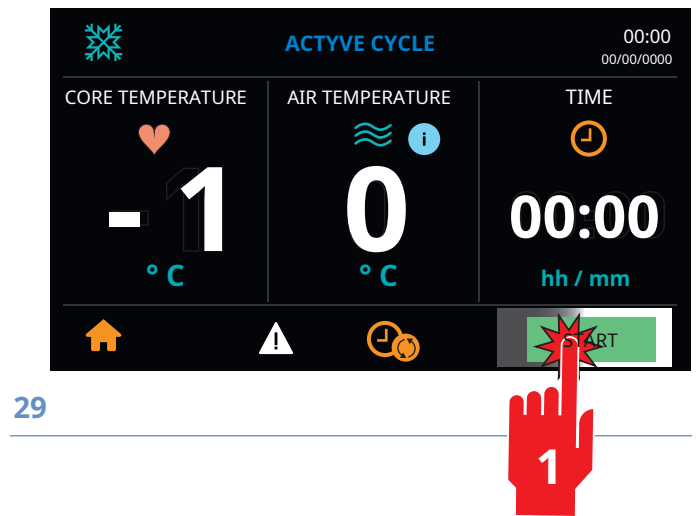 ACTYVE CYCLE
00:00
00/00/0000
CORE TEMPERATURE
AIR TEMPERATURE
TIME
i
- 1
0
00:00
° C
° C
hh / mm
!
START
29
1